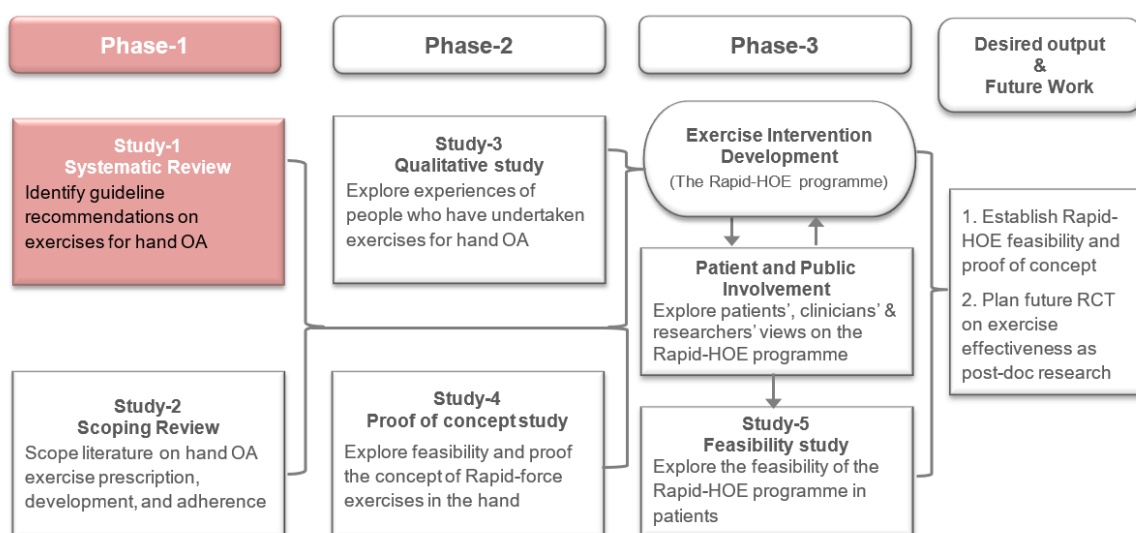 Phase-1
Phase-2
Phase-3
Desired output
&
Future Work
Study-1
Systematic Review
Identify guideline
recommendations on
exercises for hand OA
Study-2
Scoping Review
Scope literature on hand OA
exercise prescription,
development, and adherence
Study-3
Qualitative study
Explore experiences of
people who have undertaken
exercises for hand OA
Study-4
Proof of concept study
Explore feasibility and proof
the concept of Rapid-force
exercises in the hand
Exercise Intervention
Development
(The Rapid-HOE programme)
Patient and Public
Involvement
Explore patients', clinicians' &
researchers' views on the
Rapid-HOE programme
Study-5
Feasibility study
Explore the feasibility of the
Rapid-HOE programme in
patients
1. Establish Rapid-
HOE feasibility and
proof of concept
2. Plan future RCT
on exercise
effectiveness as
post-doc research